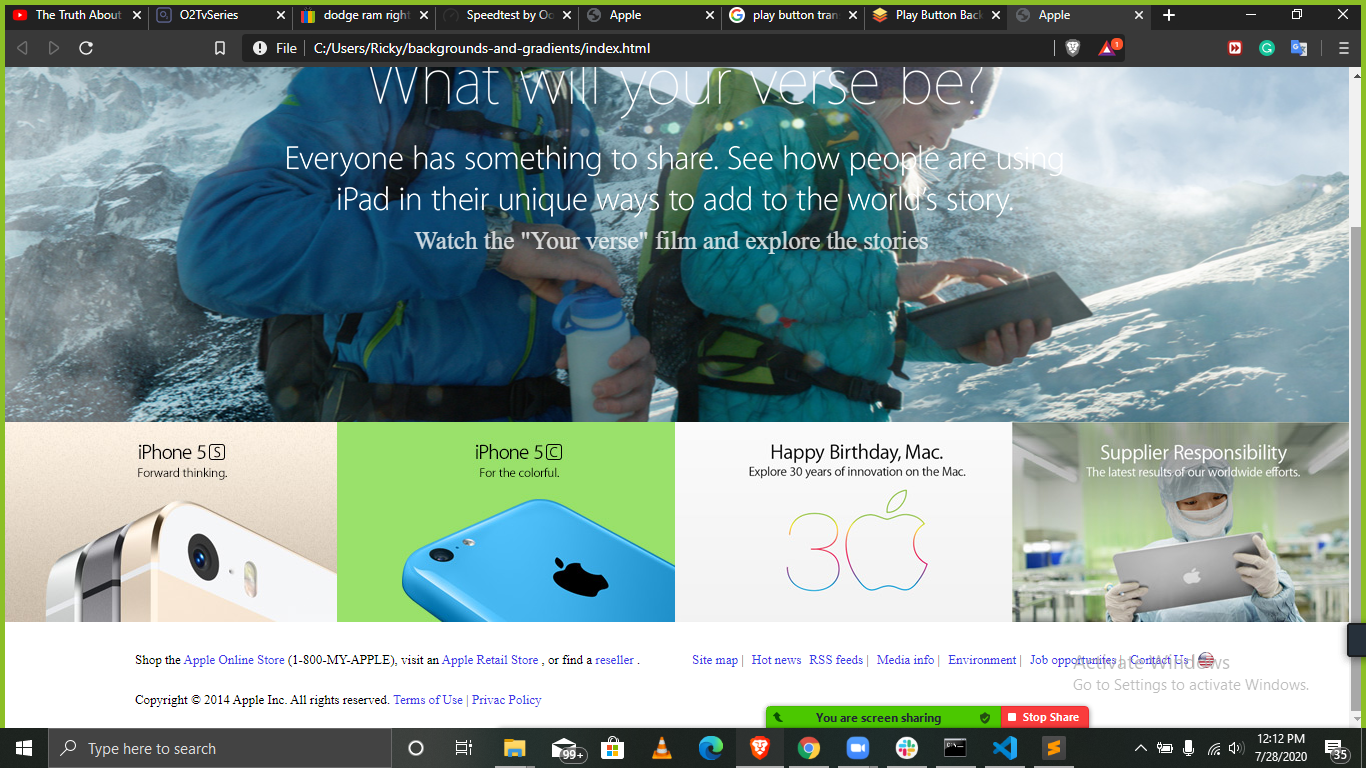 The Truth About
O2TvSeries
dodge ram right
Speedtest by Oo
Apple
play button tran
Play Button Back
Apple
File
C:/Users/Ricky/backgrounds-and-gradients/index.html
1
What will your verse be?
Everyone has something to share. See how people are using
iPad in their unique ways to add to the world's story.
Watch the "Your verse" film and explore the stories
iPhone 5S
Forward thinking.
iPhone 5C
For the colorful.
Happy Birthday, Mac.
Explore 30 years of innovation on the Mac.
30
Supplier Responsibility
The latest results of our worldwide efforts.
Shop the Apple Online Store (1-800-MY-APPLE), visit an Apple Retail Store , or find a reseller .
Site map | Hot news RSS feeds | Media info | Environment | Job opportunites | Contact Us
Copyright © 2014 Apple Inc. All rights reserved. Terms of Use | Privac Policy
Activate Windows
Go to Settings to activate Windows.
You are screen sharing
Stop Share
Type here to search
99+
12:12 PM
7/28/2020
35